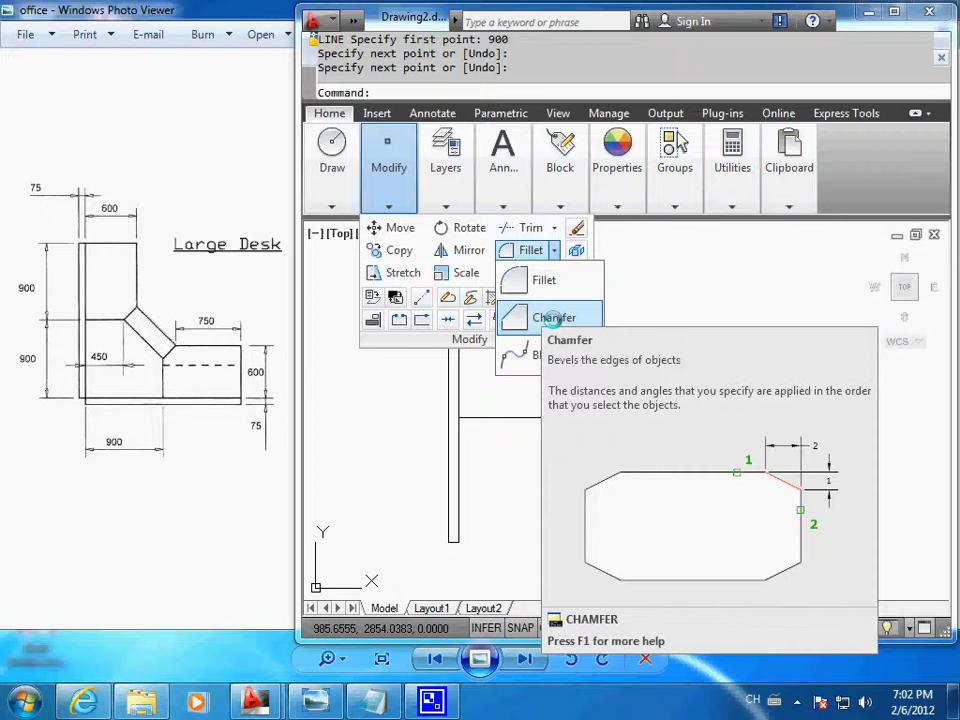 office - Windows Photo Viewer
File Print E-mail Burn Open
75
600
Large Desk
900
750
450
900
600
75
900
Drawing2.d...
Type a keyword or phrase
Sign In
LINE Specify first point: 900
Specify next point or [Undo]:
Specify next point or [Undo]:
Command:
Home Insert Annotate Parametric View Manage Output Plug-ins Online Express Tools
Draw Modify Layers Ann... Block Properties Groups Utilities Clipboard
[−] [Top]
Move Rotate Trim
Copy Mirror Fillet
Stretch Scale
Fillet
Chamfer
Modify
N
W TOP E
S
WCS
Chamfer
Bevels the edges of objects
The distances and angles that you specify are applied in the order
that you select the objects.
2
1
1
2
CHAMFER
Press F1 for more help
Y
X
Model Layout1 Layout2
985.6555, 2854.0383, 0.0000 INFER SNAP
CH
7:02 PM
2/6/2012